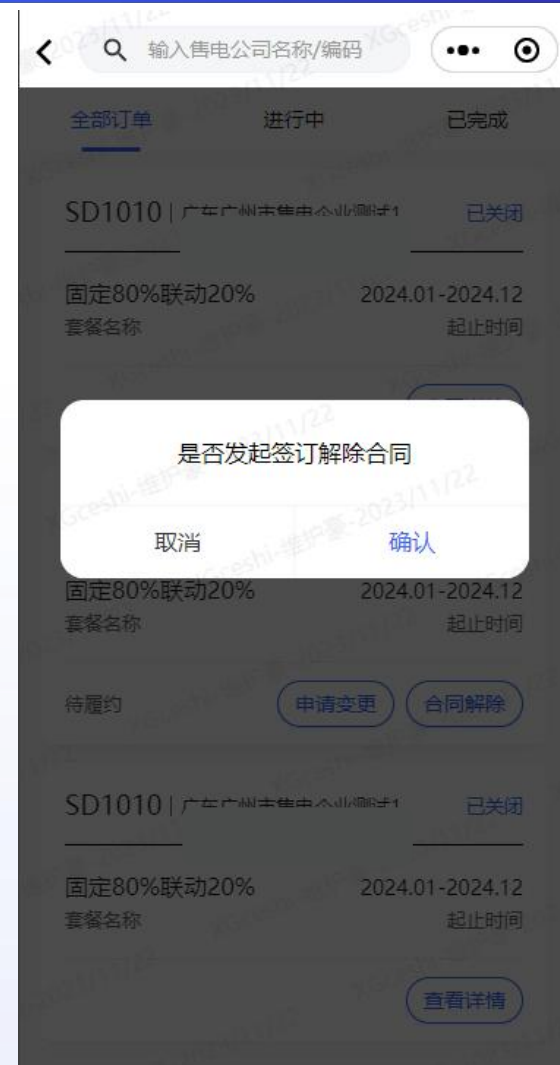 输入售电公司名称/编码
全部订单 进行中 已完成
SD1010 | 广东广州市售电企业测试1 已关闭
固定80%联动20% 2024.01-2024.12
套餐名称 起止时间
是否发起签订解除合同
取消 确认
固定80%联动20% 2024.01-2024.12
套餐名称 起止时间
待履约 申请变更 合同解除
SD1010 | 广东广州市售电企业测试1 已关闭
固定80%联动20% 2024.01-2024.12
套餐名称 起止时间
查看详情